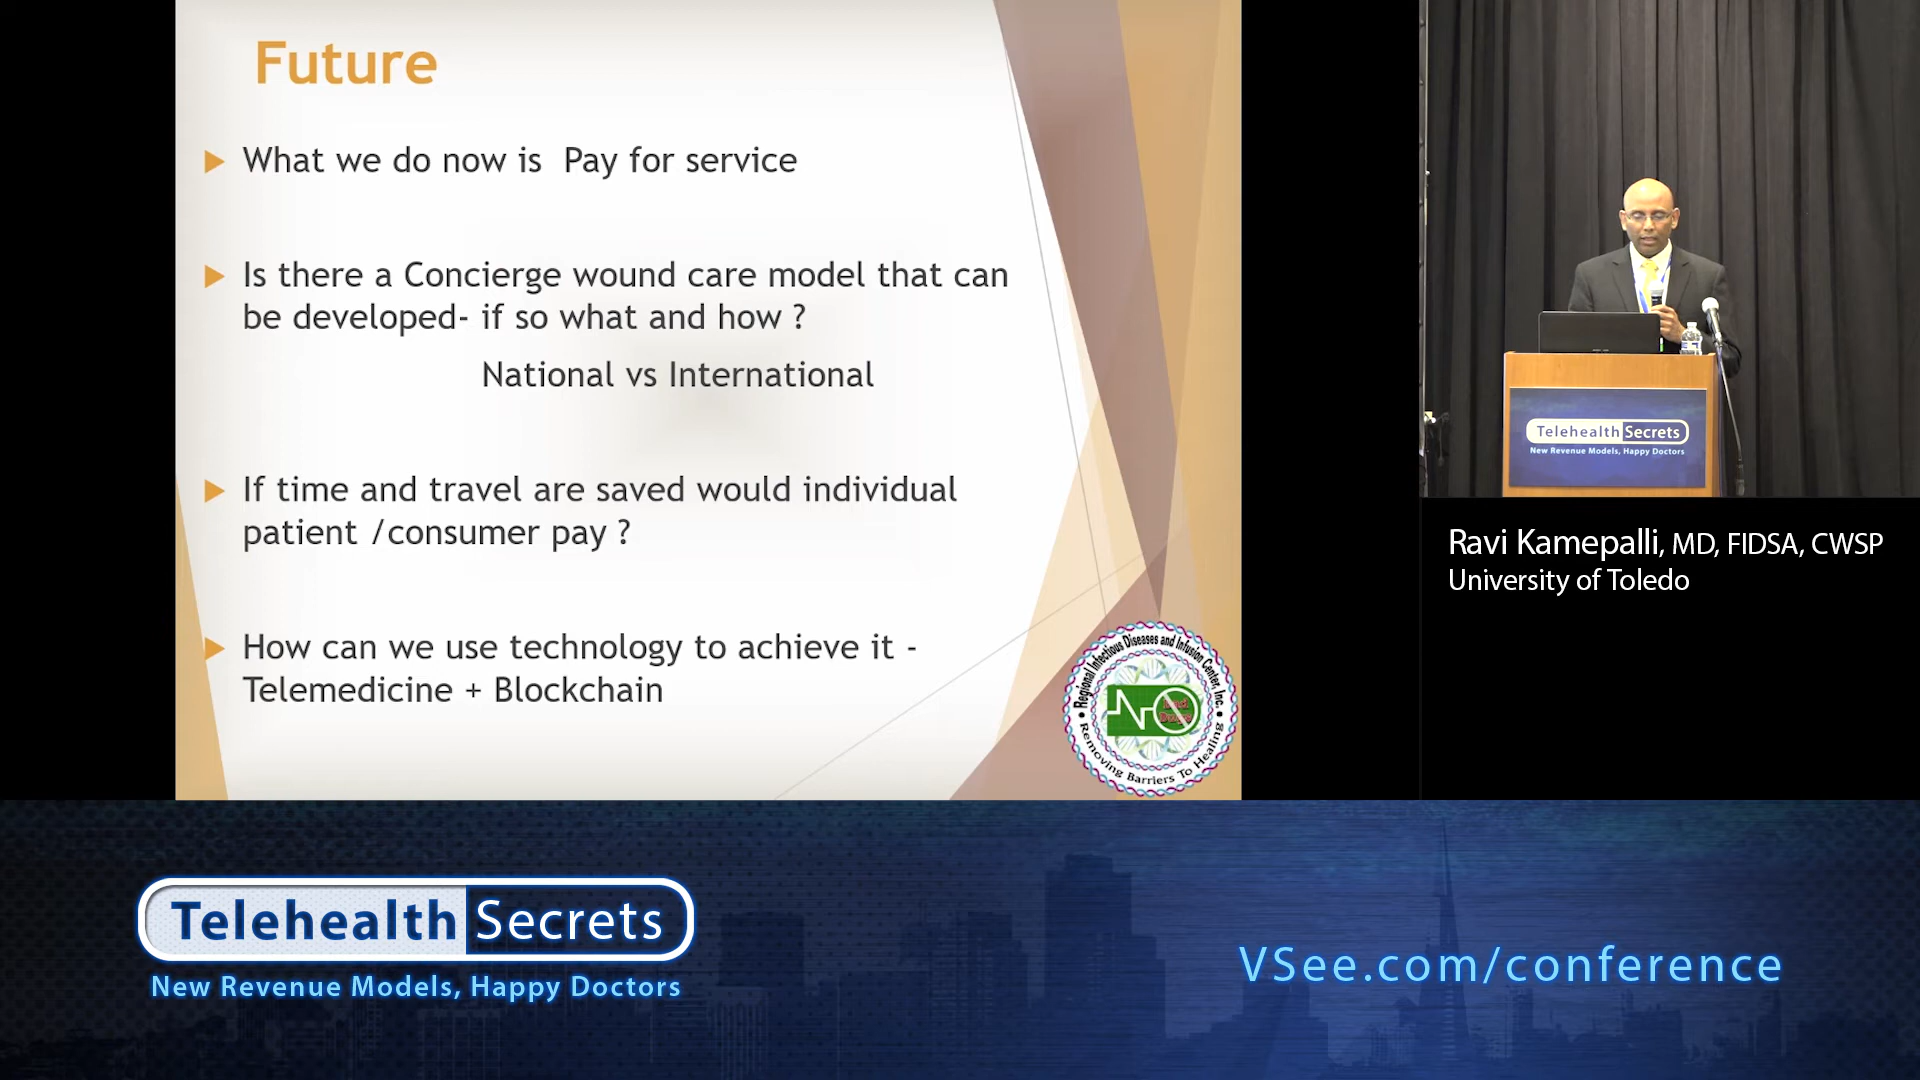 Future
What we do now is Pay for service
Is there a Concierge wound care model that can
be developed- if so what and how ?
National vs International
If time and travel are saved would individual
patient /consumer pay ?
How can we use technology to achieve it -
Telemedicine + Blockchain
Regional Infectious Diseases and Infusion Center, Inc.
Removing Barriers To Healing
Telehealth Secrets
New Revenue Models, Happy Doctors
Ravi Kamepalli, MD, FIDSA, CWSP
University of Toledo
Telehealth Secrets
New Revenue Models, Happy Doctors
VSee.com/conference